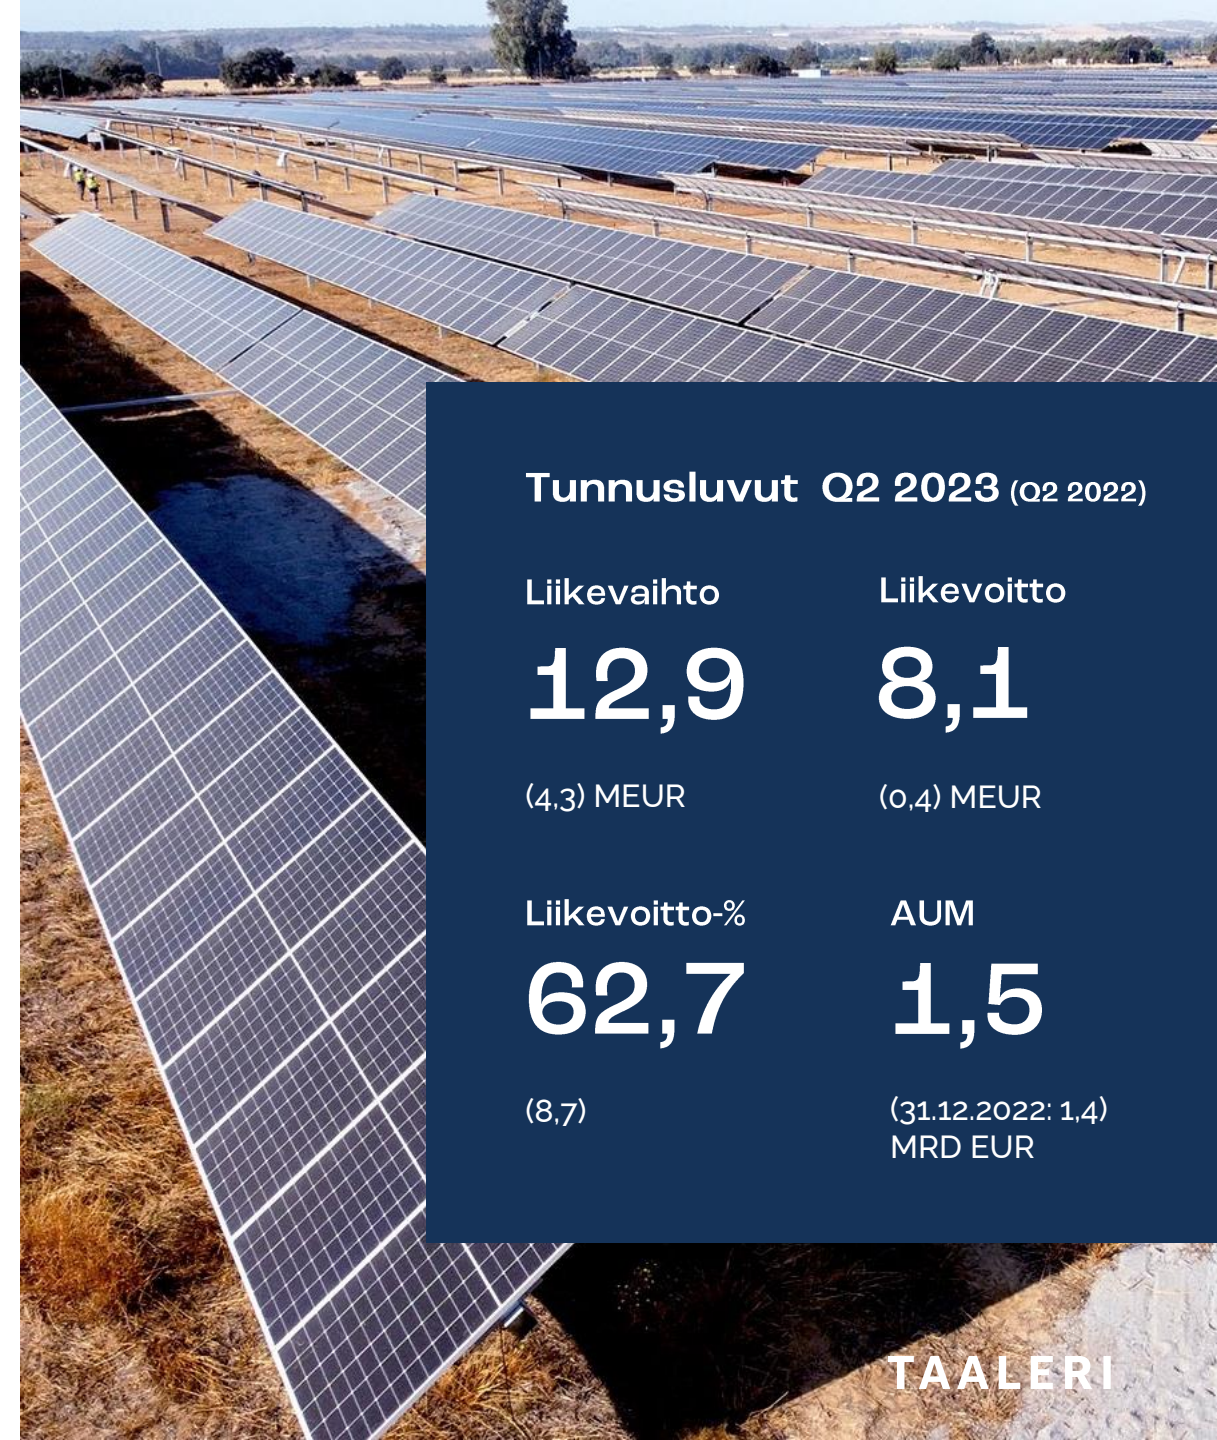 Tunnusluvut Q2 2023 (Q2 2022)
Liikevaihto
12,9
(4,3) MEUR
Liikevoitto
8,1
(0,4) MEUR
Liikevoitto-%
62,7
(8,7)
AUM
1,5
(31.12.2022: 1,4)
MRD EUR
TAALERI